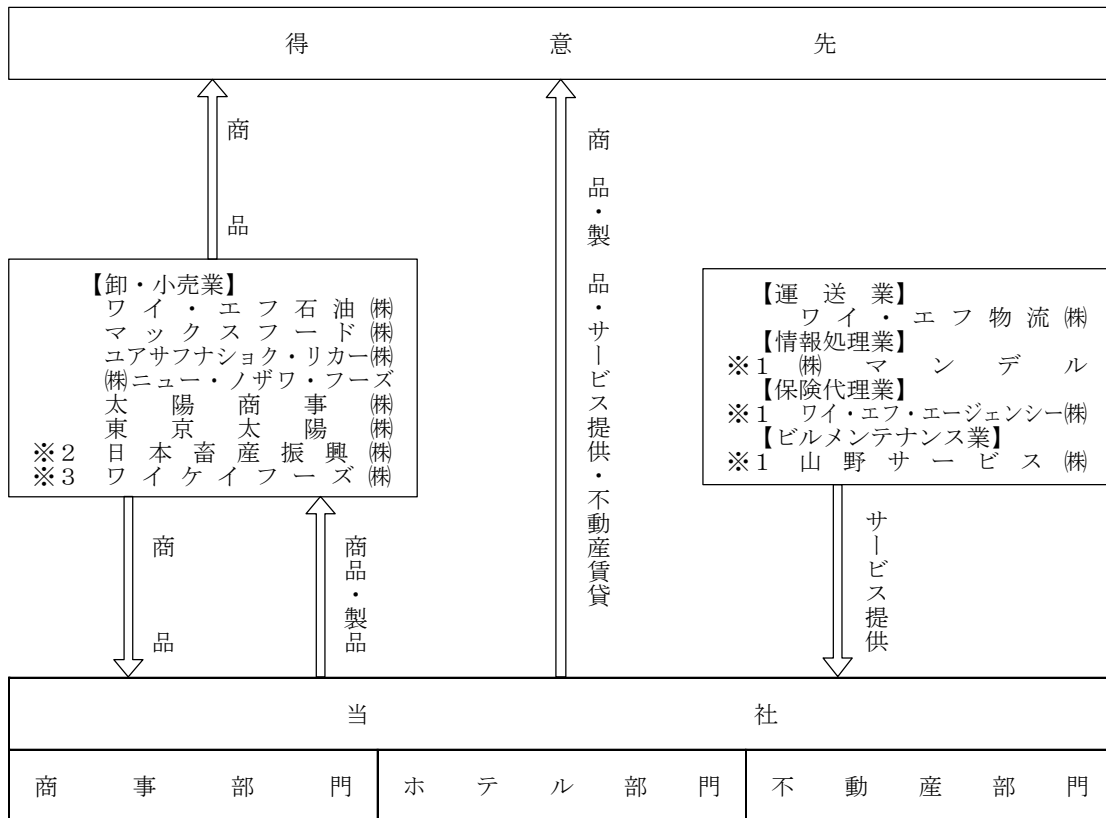 得意先
商品
商品・製品・サービス提供・不動産賃貸
【卸・小売業】
ワイ・エフ石油㈱
マックスフード㈱
ユアサフナショク・リカー㈱
㈱ニュー・ノザワ・フーズ
太陽商事㈱
東京太陽㈱
※2 日本畜産振興㈱
※3 ワイケイフーズ㈱
【運送業】
ワイ・エフ物流㈱
【情報処理業】
※1 ㈱マンデル
【保険代理業】
※1 ワイ・エフ・エージェンシー㈱
【ビルメンテナンス業】
※1 山野サービス㈱
商品
商品・製品
サービス提供
当社
商事部門 ホテル部門 不動産部門